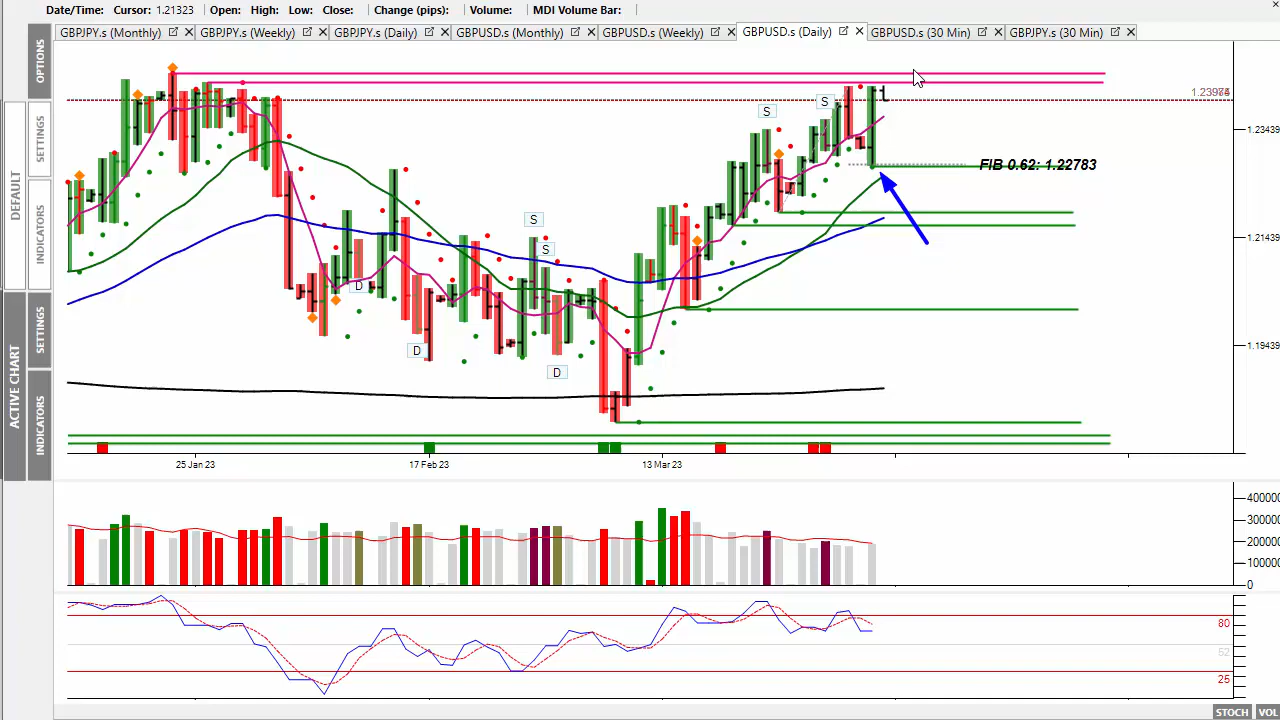 Date/Time: Cursor: 1.21323 Open: High: Low: Close: Change (pips): Volume: MDI Volume Bar:
GBPJPY.s (Monthly) GBPJPY.s (Weekly) GBPJPY.s (Daily) GBPUSD.s (Monthly) GBPUSD.s (Weekly) GBPUSD.s (Daily) GBPUSD.s (30 Min) GBPJPY.s (30 Min)
OPTIONS
DEFAULT
SETTINGS
INDICATORS
ACTIVE CHART
SETTINGS
INDICATORS
S
S
FIB 0.62: 1.22783
S
S
D
D
D
1.23439
1.21439
1.19439
25 Jan 23
17 Feb 23
13 Mar 23
400000
300000
200000
100000
0
80
52
25
STOCH VOL